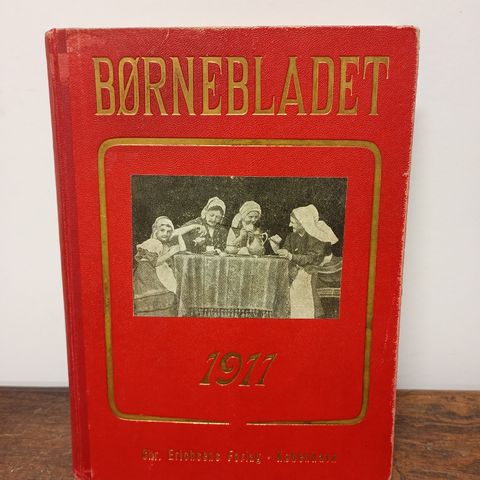 BØRNEBLADET
1911
Chr. Erichsens Forlag · København